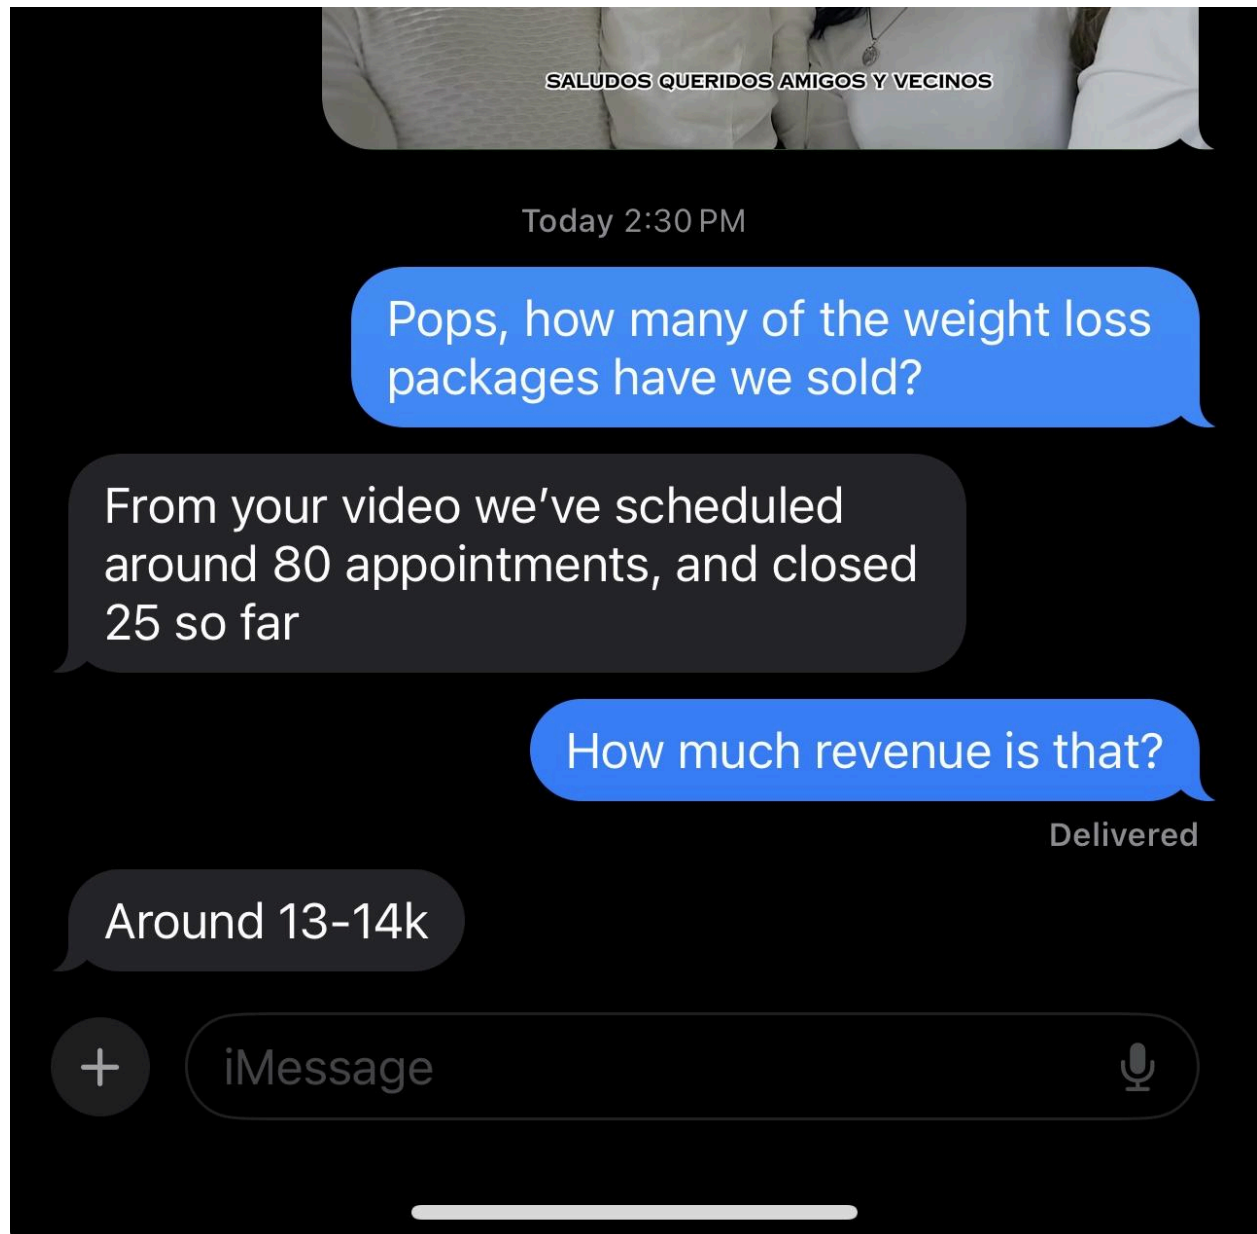 SALUDOS QUERIDOS AMIGOS Y VECINOS
Today 2:30 PM
Pops, how many of the weight loss
packages have we sold?
From your video we’ve scheduled
around 80 appointments, and closed
25 so far
How much revenue is that?
Delivered
Around 13-14k
iMessage